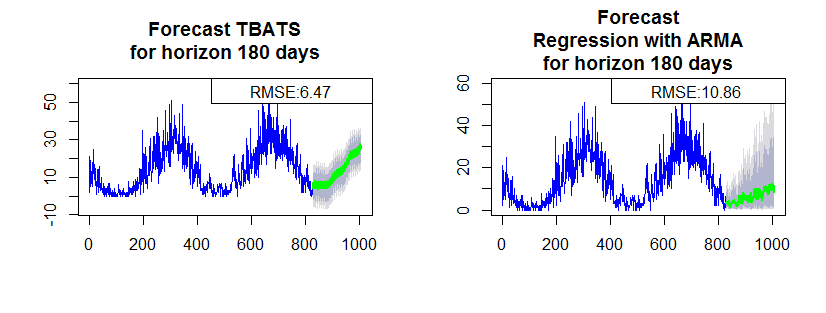 Forecast TBATS
for horizon 180 days
RMSE:6.47
50
30
10
-10
0 200 400 600 800 1000
Forecast
Regression with ARMA
for horizon 180 days
RMSE:10.86
60
40
20
0
0 200 400 600 800 1000